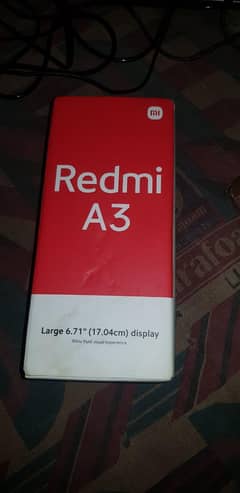 mi
Redmi
A3
Large 6.71" (17.04cm) display